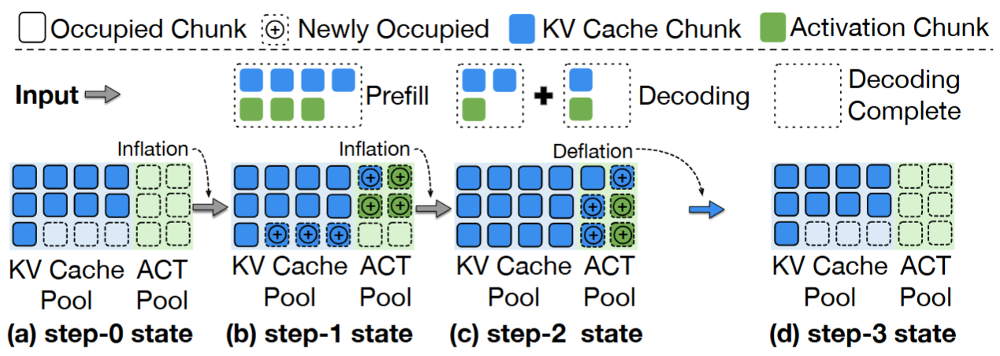 Occupied Chunk Newly Occupied KV Cache Chunk Activation Chunk
Input Prefill Decoding Decoding Complete
Inflation Inflation Deflation
KV Cache Pool ACT Pool KV Cache Pool ACT Pool KV Cache Pool ACT Pool KV Cache Pool ACT Pool
(a) step-0 state (b) step-1 state (c) step-2 state (d) step-3 state